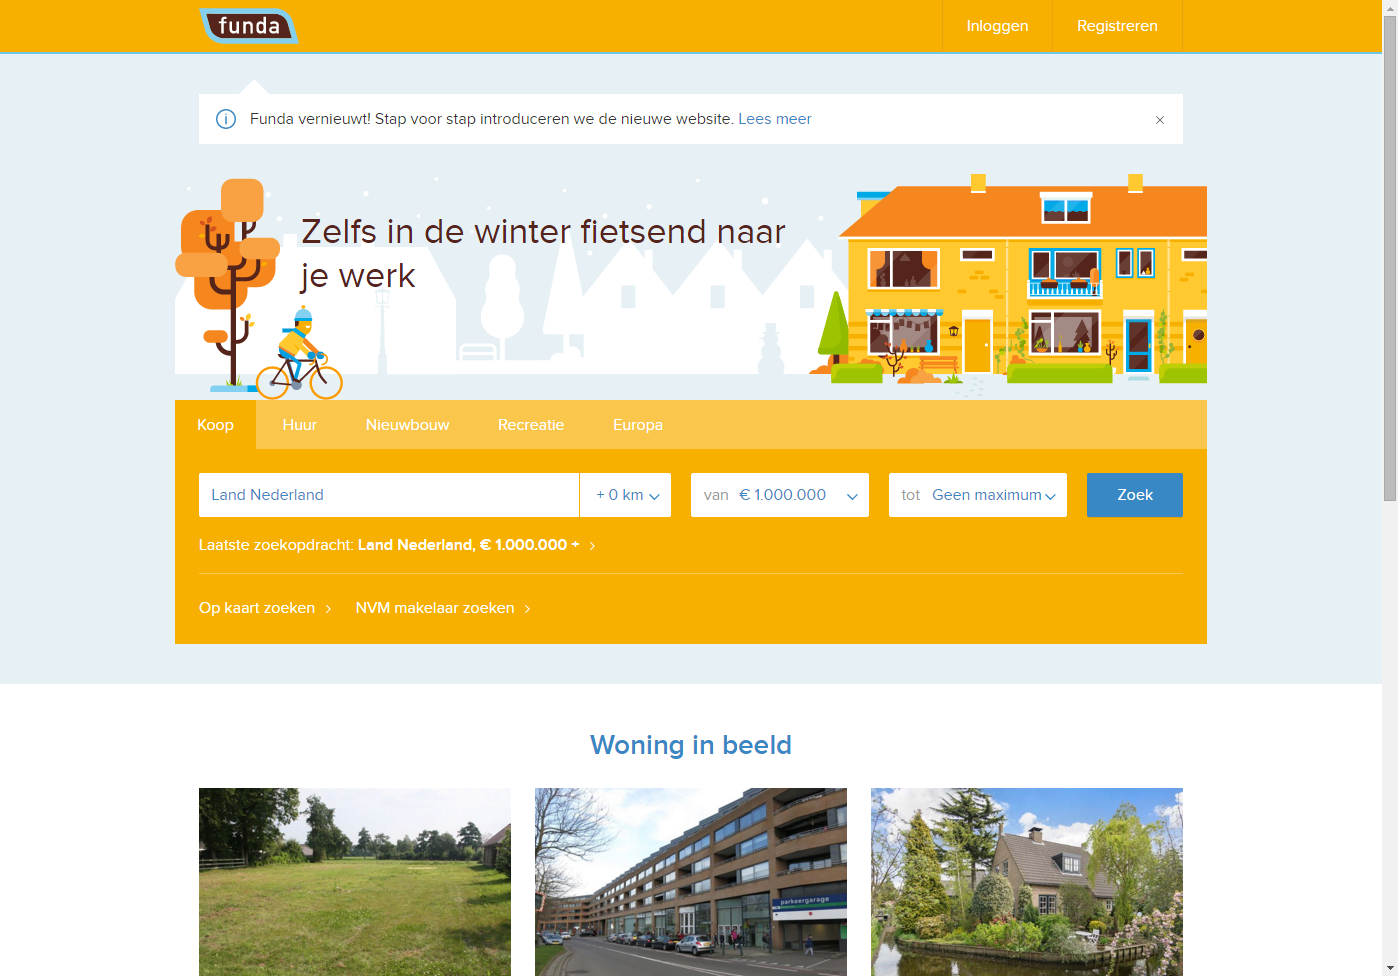 funda
Inloggen
Registreren
Funda vernieuwt! Stap voor stap introduceren we de nieuwe website. Lees meer
Zelfs in de winter fietsend naar
je werk
Koop
Huur
Nieuwbouw
Recreatie
Europa
Land Nederland
+ 0 km
van € 1.000.000
tot Geen maximum
Zoek
Laatste zoekopdracht: Land Nederland, € 1.000.000 +
Op kaart zoeken
NVM makelaar zoeken
Woning in beeld
parkeergarage